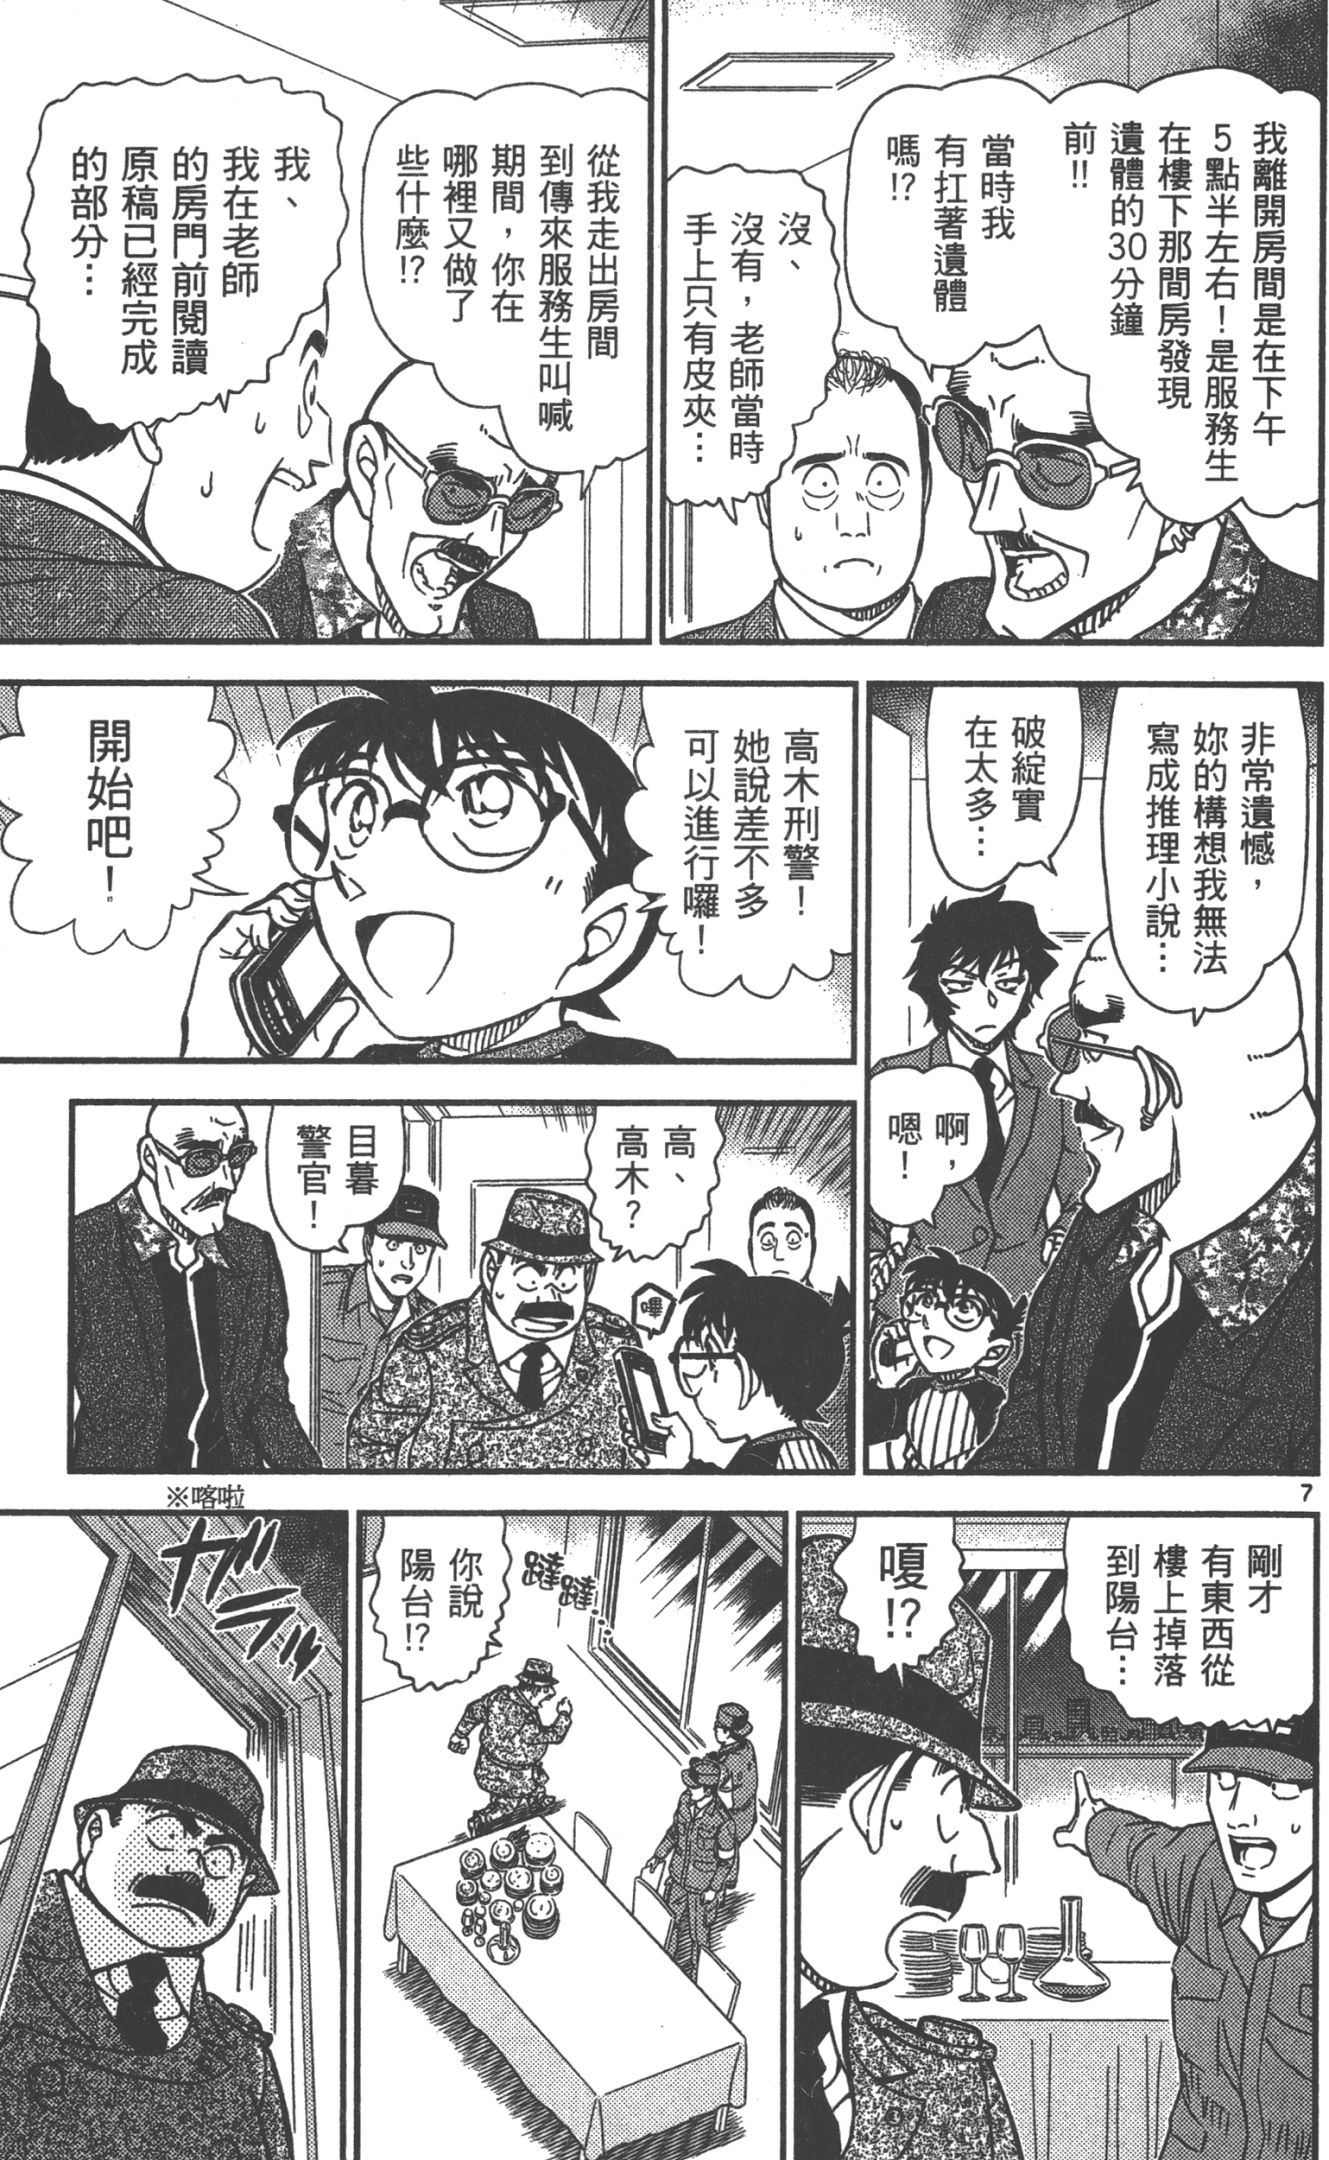 我離開房間是在下午
5點半左右！是服務生
在樓下那間房發現
遺體的30分鐘
前!!
當時我
有扛著遺體
嗎!?
沒、
沒有，老師當時
手上只有皮夾…
從我走出房間
到傳來服務生叫喊
期間，你在
哪裡又做了
些什麼!?
我、
我在老師
的房門前閱讀
原稿已經完成
的部分…
非常遺憾，
妳的構想我無法
寫成推理小說…
破綻實
在太多…
啊，
嗯！
高木刑警！
她說差不多
可以進行囉！
開始吧！
高、
高木？
嗶
目暮
警官！
7
剛才
有東西從
樓上掉落
到陽台…
嗄!?
你說
陽台!?
躂躂…
※喀啦
ガラッ